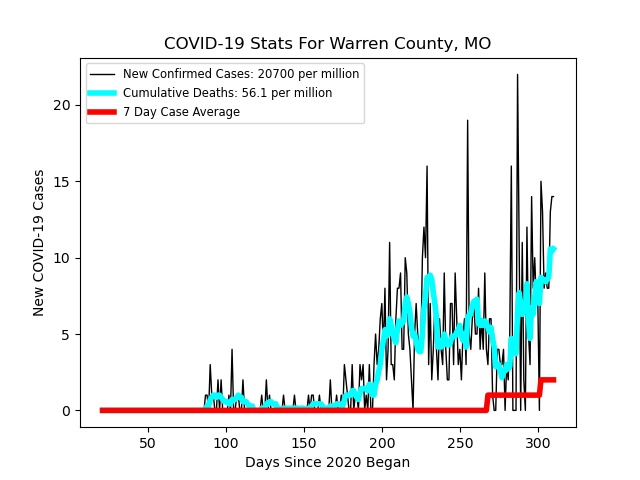 COVID-19 Stats For Warren County, MO
New Confirmed Cases: 20700 per million
Cumulative Deaths: 56.1 per million
7 Day Case Average
New COVID-19 Cases
20
15
10
5
0
50 100 150 200 250 300
Days Since 2020 Began